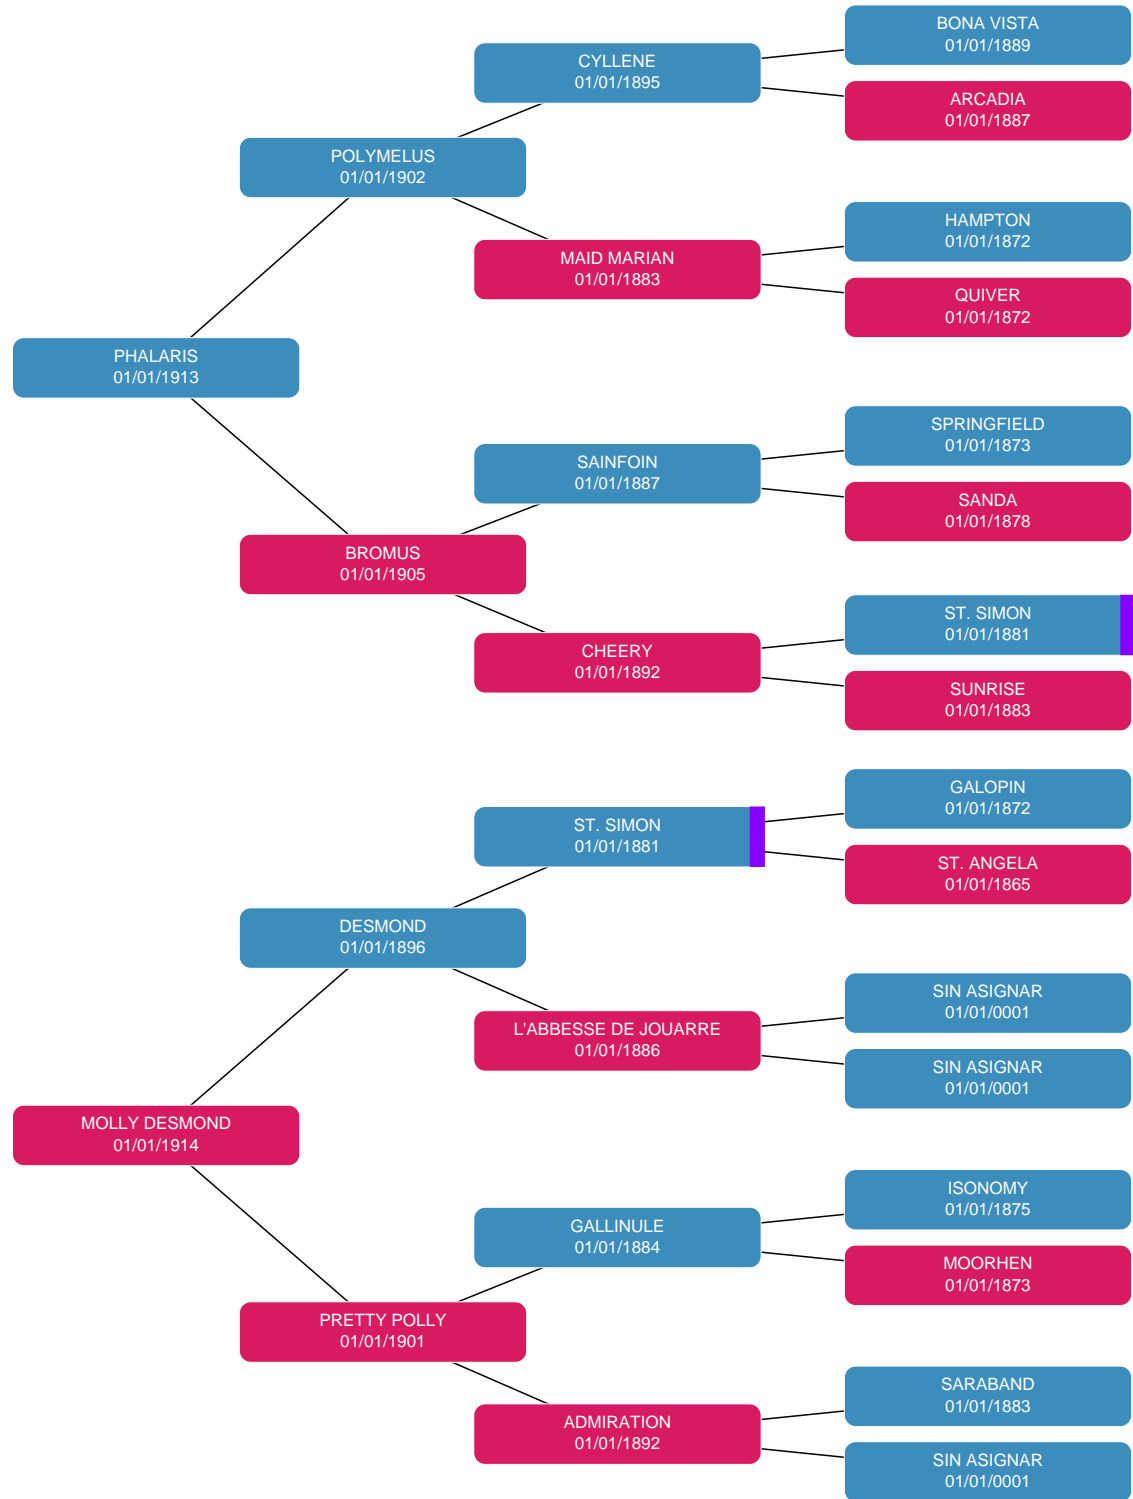 BONA VISTA
01/01/1889
CYLLENE
01/01/1895
ARCADIA
01/01/1887
POLYMELUS
01/01/1902
HAMPTON
01/01/1872
MAID MARIAN
01/01/1883
QUIVER
01/01/1872
PHALARIS
01/01/1913
SPRINGFIELD
01/01/1873
SAINFOIN
01/01/1887
SANDA
01/01/1878
BROMUS
01/01/1905
ST. SIMON
01/01/1881
CHEERY
01/01/1892
SUNRISE
01/01/1883
GALOPIN
01/01/1872
ST. SIMON
01/01/1881
ST. ANGELA
01/01/1865
DESMOND
01/01/1896
SIN ASIGNAR
01/01/0001
L'ABBESSE DE JOUARRE
01/01/1886
SIN ASIGNAR
01/01/0001
MOLLY DESMOND
01/01/1914
ISONOMY
01/01/1875
GALLINULE
01/01/1884
MOORHEN
01/01/1873
PRETTY POLLY
01/01/1901
SARABAND
01/01/1883
ADMIRATION
01/01/1892
SIN ASIGNAR
01/01/0001